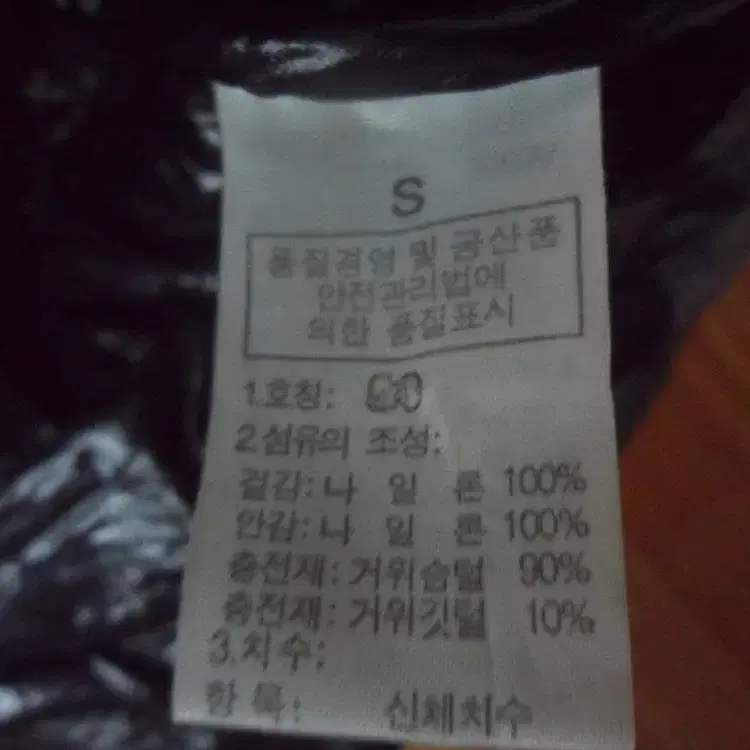 S
품질경영 및 공산품
안전관리법에
의한 품질표시
1.호칭:
2.섬유의 조성:
겉감: 나 일 론 100%
안감: 나 일 론 100%
충전재: 거위솜털 90%
충전재: 거위깃털 10%
3.치수:
항 목: 신체치수